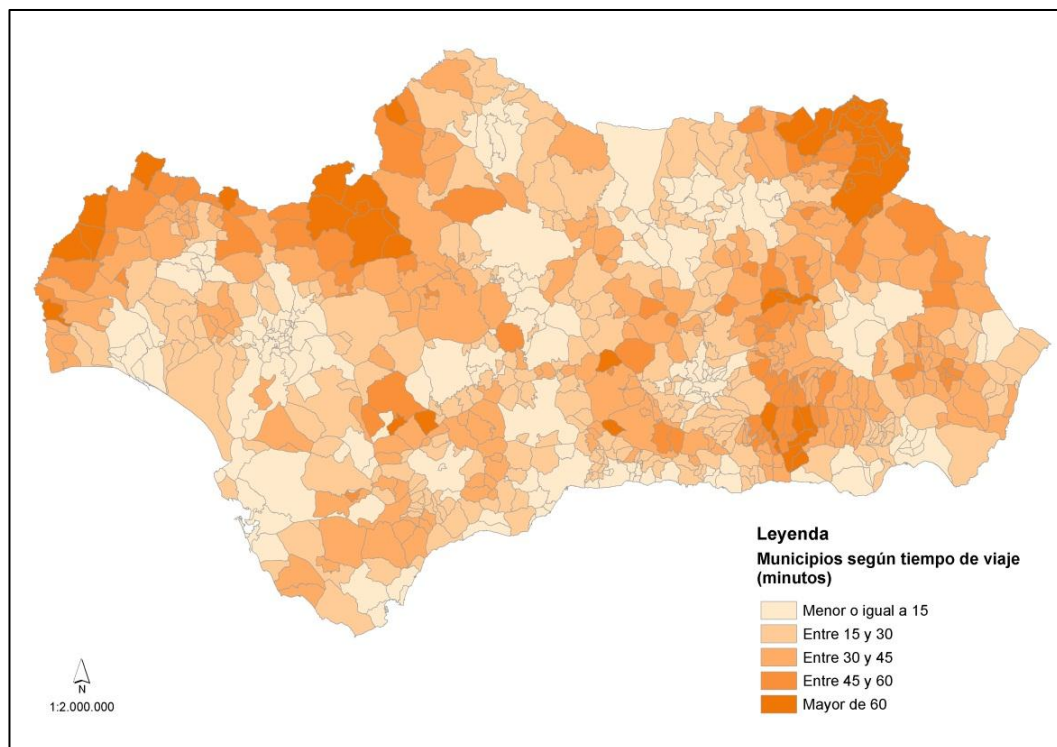 Leyenda
Municipios según tiempo de viaje
(minutos)
Menor o igual a 15
Entre 15 y 30
Entre 30 y 45
Entre 45 y 60
Mayor de 60
N
1:2.000.000